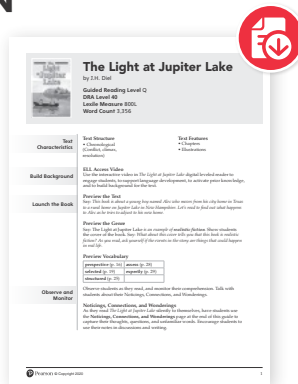 N
The Light at Jupiter Lake
by J.H. Diel
Guided Reading Level Q
DRA Level 40
Lexile Measure 800L
Word Count 3,356
Text
Characteristics
Text Structure
• Chronological
(Conflict, climax,
resolution)
Text Features
• Chapters
• Illustrations
Build Background
ELL Access Video
Use the interactive video in The Light at Jupiter Lake digital leveled reader to
engage students, to support language development, to activate prior knowledge,
and to build background for the text.
Launch the Book
Preview the Text
Say: This book is about a young boy named Alex who moves from his city home in Texas
to a rural home on Jupiter Lake in New Hampshire. Let's read to find out what happens
to Alex as he tries to adjust to his new home.
Preview the Genre
Say: The Light at Jupiter Lake is an example of realistic fiction. Show students
the cover of the book. Say: What about this cover tells you that this book is realistic
fiction? As you read, ask yourself if the events in the story are things that could happen
in real life.
Preview Vocabulary
perspective (p. 16) unseen (p. 28)
selected (p. 19) expertly (p. 29)
structured (p. 25)
Observe and
Monitor
Observe students as they read, and monitor their comprehension. Talk with
students about their Noticings, Connections, and Wonderings.
Noticings, Connections, and Wonderings
As they read The Light at Jupiter Lake silently to themselves, have students use
the Noticings, Connections, and Wonderings page at the end of this guide to
capture their thoughts, questions, and unfamiliar words. Encourage students to
use their notes in discussions and writing.
Pearson © Copyright 2020
1